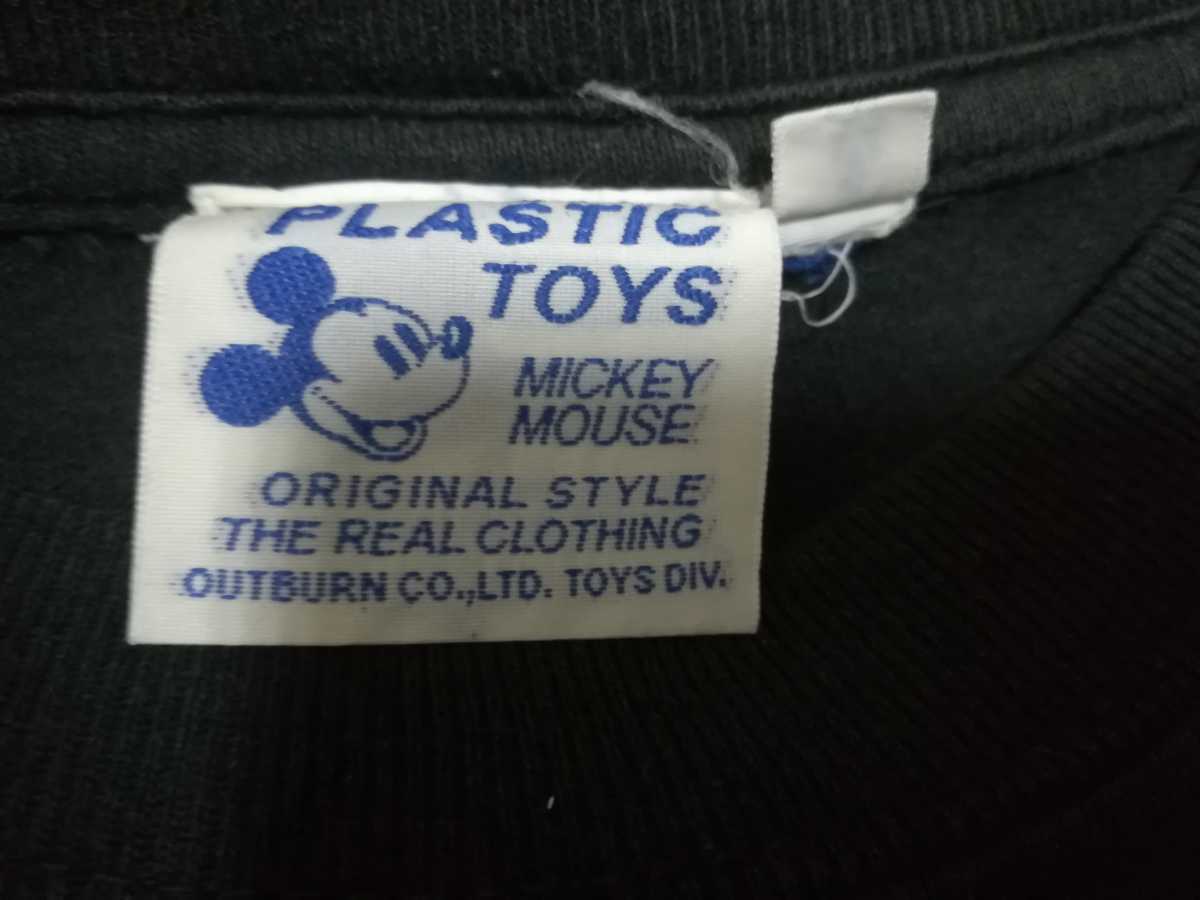 PLASTIC
TOYS
MICKEY
MOUSE
ORIGINAL STYLE
THE REAL CLOTHING
OUTBURN CO.,LTD. TOYS DIV.